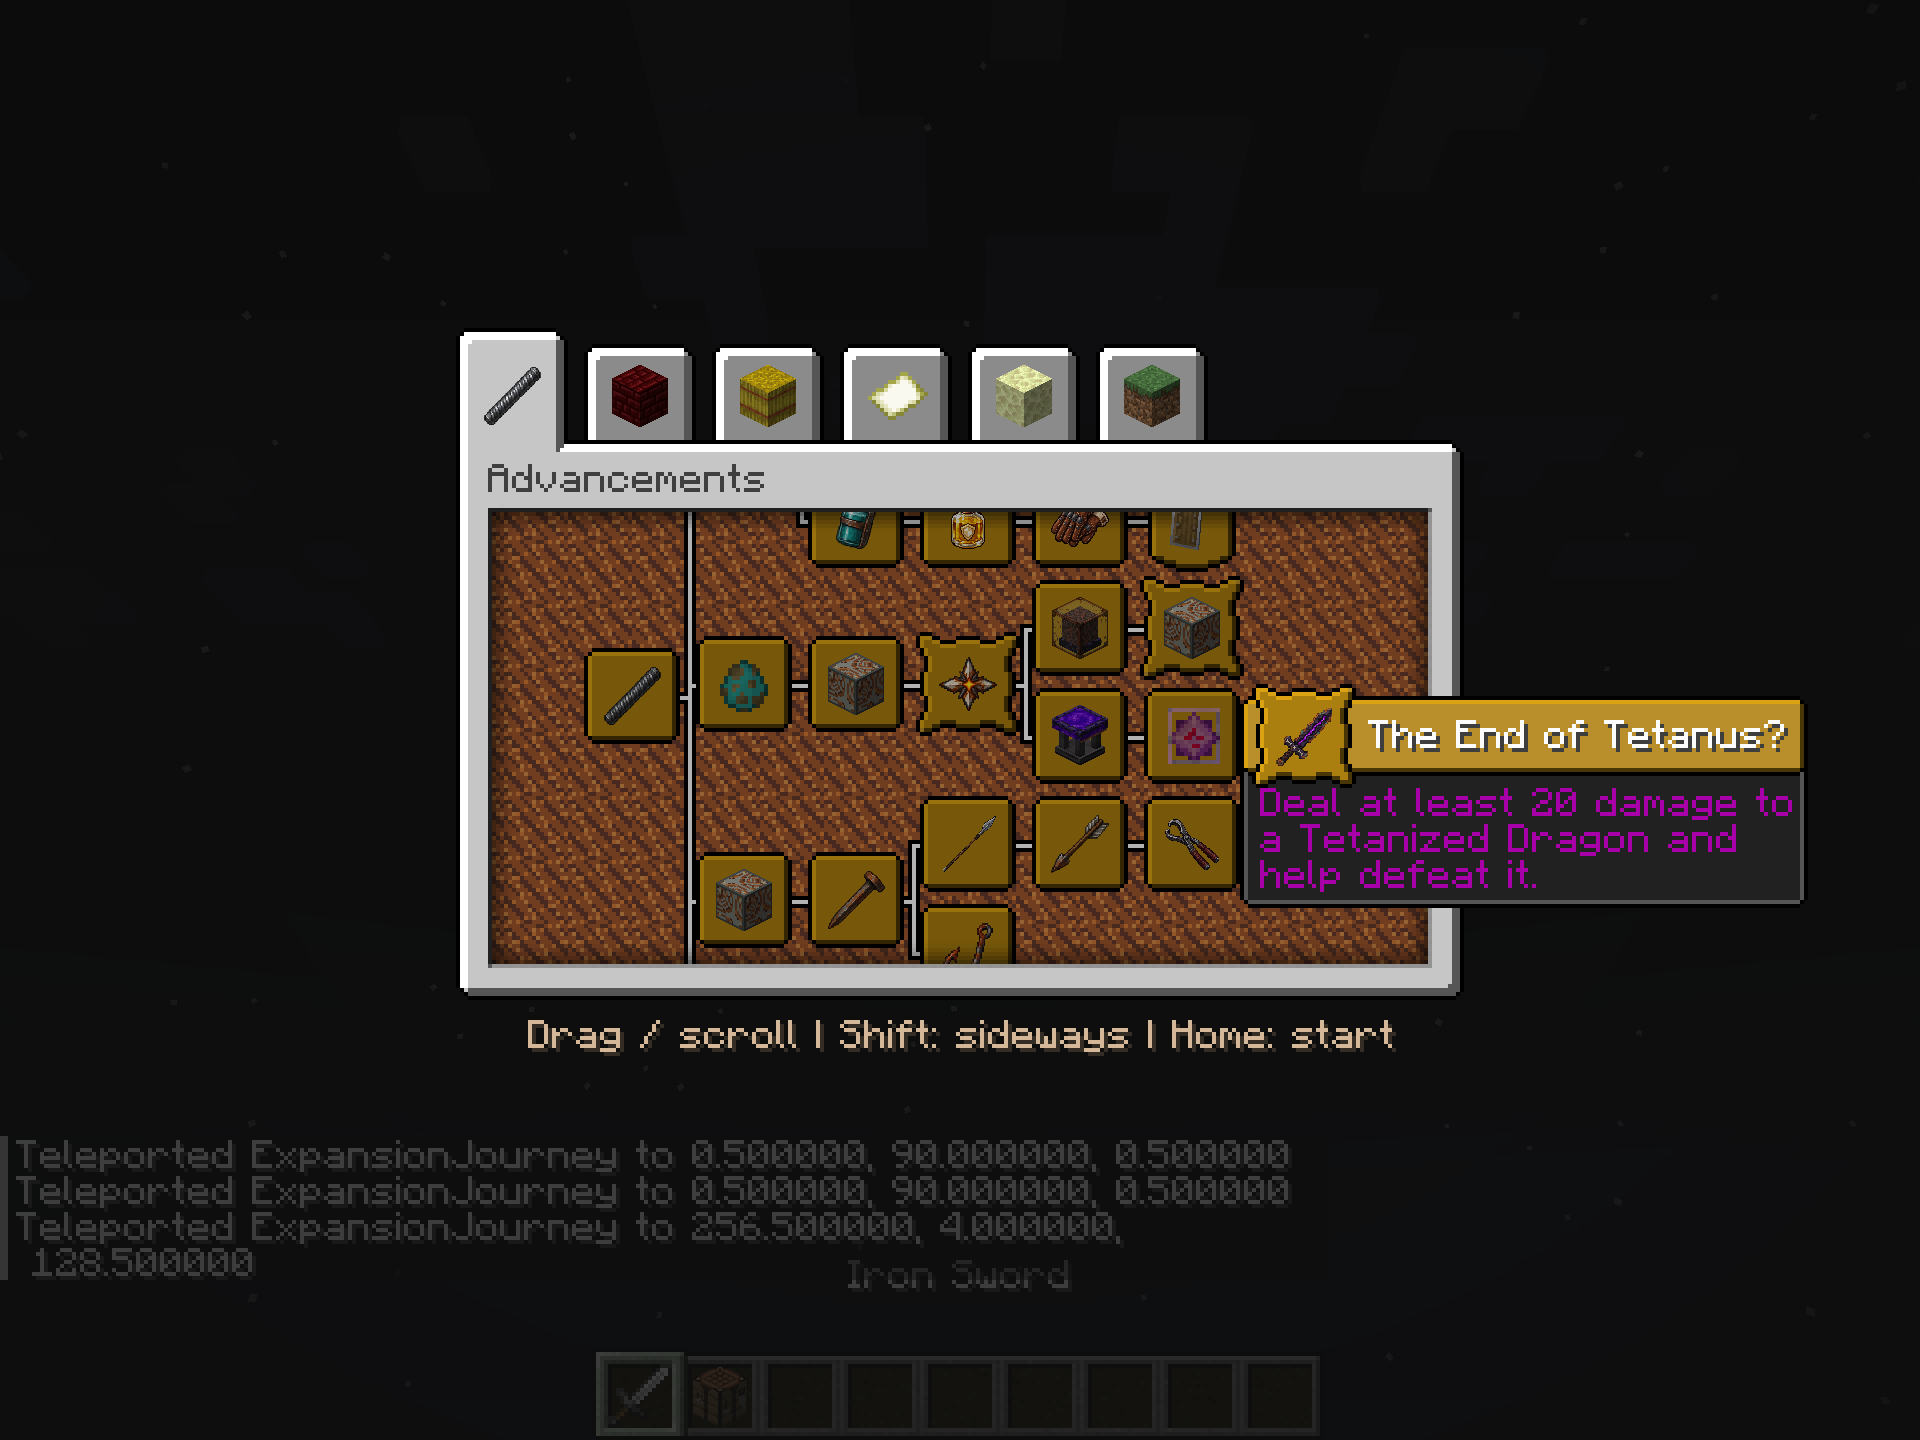 Advancements
The End of Tetanus?
Deal at least 20 damage to
a Tetanized Dragon and
help defeat it.
Drag / scroll | Shift: sideways | Home: start
Teleported ExpansionJourney to 0.500000, 90.000000, 0.500000
Teleported ExpansionJourney to 0.500000, 90.000000, 0.500000
Teleported ExpansionJourney to 256.500000, 4.000000,
128.500000
Iron Sword